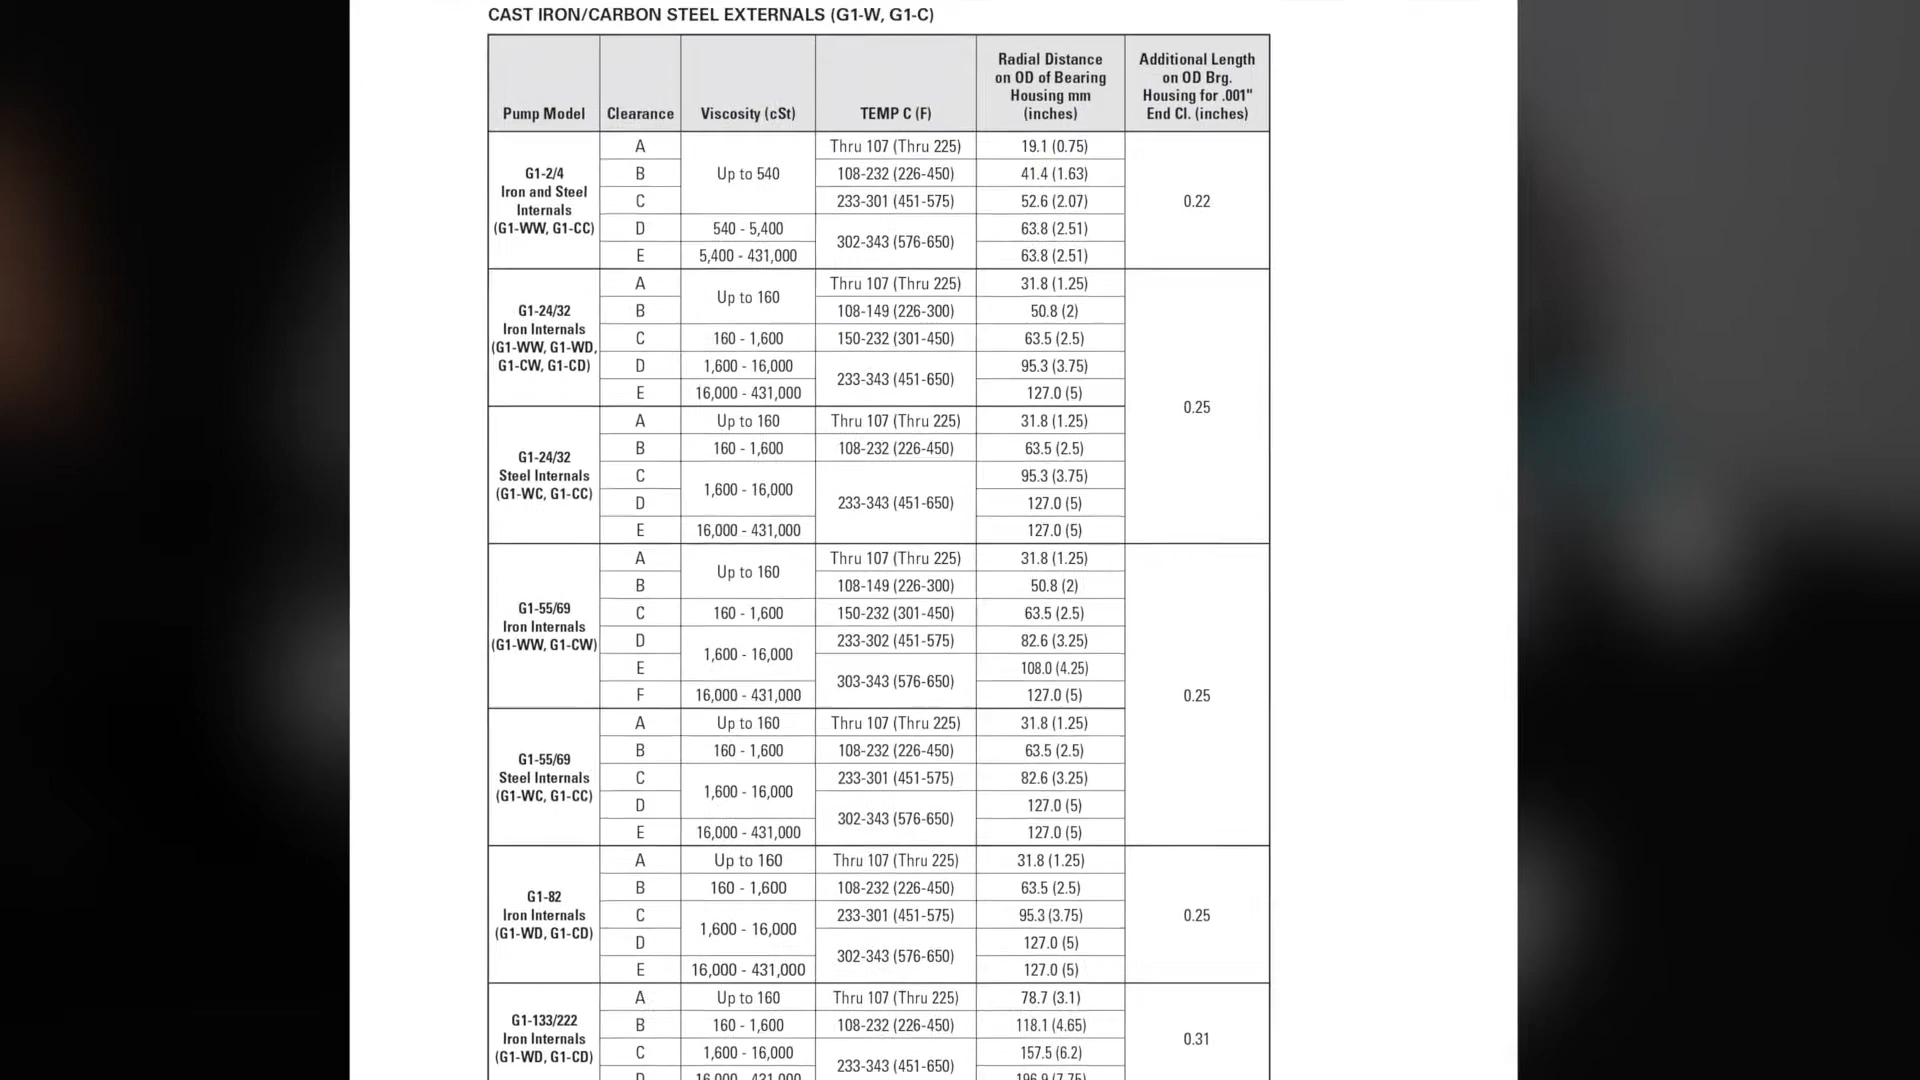 CAST IRON/CARBON STEEL EXTERNALS (G1-W, G1-C)
Pump Model
Clearance
Viscosity (cSt)
TEMP C (F)
Radial Distance
on OD of Bearing
Housing mm
(inches)
Additional Length
on OD Brg.
Housing for .001"
End Cl. (inches)
G1-2/4
Iron and Steel
Internals
(G1-WW, G1-CC)
A Up to 540 Thru 107 (Thru 225) 19.1 (0.75) 0.22
B 108-232 (226-450) 41.4 (1.63)
C 233-301 (451-575) 52.6 (2.07)
D 540 - 5,400 302-343 (576-650) 63.8 (2.51)
E 5,400 - 431,000 63.8 (2.51)
G1-24/32
Iron Internals
(G1-WW, G1-WD,
G1-CW, G1-CD)
A Up to 160 Thru 107 (Thru 225) 31.8 (1.25) 0.25
B 108-149 (226-300) 50.8 (2)
C 160 - 1,600 150-232 (301-450) 63.5 (2.5)
D 1,600 - 16,000 233-343 (451-650) 95.3 (3.75)
E 16,000 - 431,000 127.0 (5)
G1-24/32
Steel Internals
(G1-WC, G1-CC)
A Up to 160 Thru 107 (Thru 225) 31.8 (1.25)
B 160 - 1,600 108-232 (226-450) 63.5 (2.5)
C 1,600 - 16,000 233-343 (451-650) 95.3 (3.75)
D 127.0 (5)
E 16,000 - 431,000 127.0 (5)
G1-55/69
Iron Internals
(G1-WW, G1-CW)
A Up to 160 Thru 107 (Thru 225) 31.8 (1.25) 0.25
B 108-149 (226-300) 50.8 (2)
C 160 - 1,600 150-232 (301-450) 63.5 (2.5)
D 1,600 - 16,000 233-302 (451-575) 82.6 (3.25)
E 303-343 (576-650) 108.0 (4.25)
F 16,000 - 431,000 127.0 (5)
G1-55/69
Steel Internals
(G1-WC, G1-CC)
A Up to 160 Thru 107 (Thru 225) 31.8 (1.25)
B 160 - 1,600 108-232 (226-450) 63.5 (2.5)
C 1,600 - 16,000 233-301 (451-575) 82.6 (3.25)
D 302-343 (576-650) 127.0 (5)
E 16,000 - 431,000 127.0 (5)
G1-82
Iron Internals
(G1-WD, G1-CD)
A Up to 160 Thru 107 (Thru 225) 31.8 (1.25) 0.25
B 160 - 1,600 108-232 (226-450) 63.5 (2.5)
C 1,600 - 16,000 233-301 (451-575) 95.3 (3.75)
D 302-343 (576-650) 127.0 (5)
E 16,000 - 431,000 127.0 (5)
G1-133/222
Iron Internals
(G1-WD, G1-CD)
A Up to 160 Thru 107 (Thru 225) 78.7 (3.1) 0.31
B 160 - 1,600 108-232 (226-450) 118.1 (4.65)
C 1,600 - 16,000 233-343 (451-650) 157.5 (6.2)
D 16,000 - 431,000 196.9 (7.75)